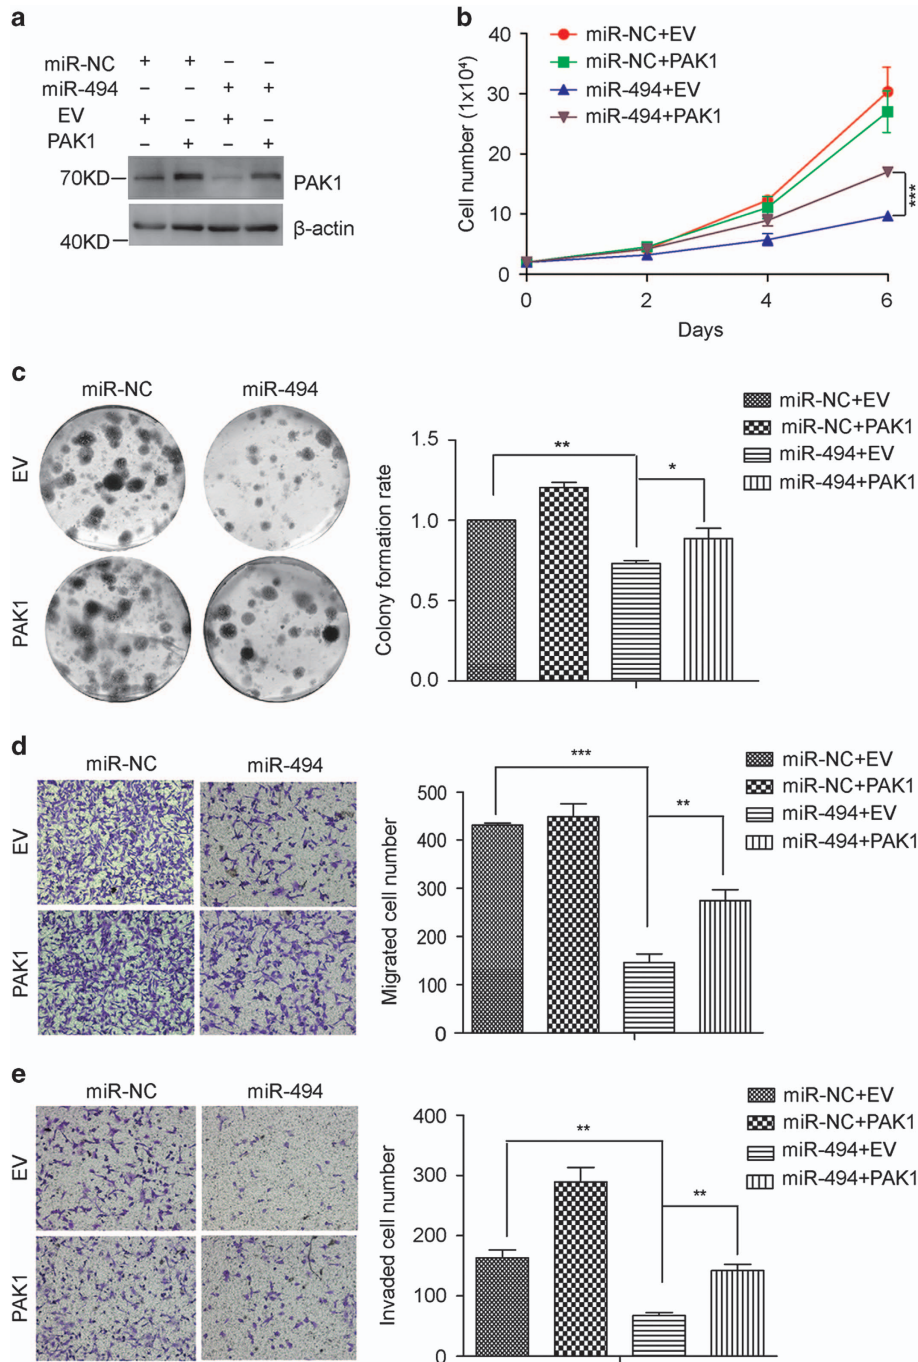 a
miR-NC + + – –
miR-494 – – + +
EV + – + –
PAK1 – + – +
70KD
PAK1
40KD
β-actin
b
40
30
20
10
0
Cell number (1x10⁴)
miR-NC+EV
miR-NC+PAK1
miR-494+EV
miR-494+PAK1
***
0 2 4 6
Days
c
miR-NC miR-494
EV
PAK1
1.5
1.0
0.5
0.0
Colony formation rate
**
*
miR-NC+EV
miR-NC+PAK1
miR-494+EV
miR-494+PAK1
d
miR-NC miR-494
EV
PAK1
500
400
300
200
100
0
Migrated cell number
***
**
miR-NC+EV
miR-NC+PAK1
miR-494+EV
miR-494+PAK1
e
miR-NC miR-494
EV
PAK1
400
300
200
100
0
Invaded cell number
**
**
miR-NC+EV
miR-NC+PAK1
miR-494+EV
miR-494+PAK1